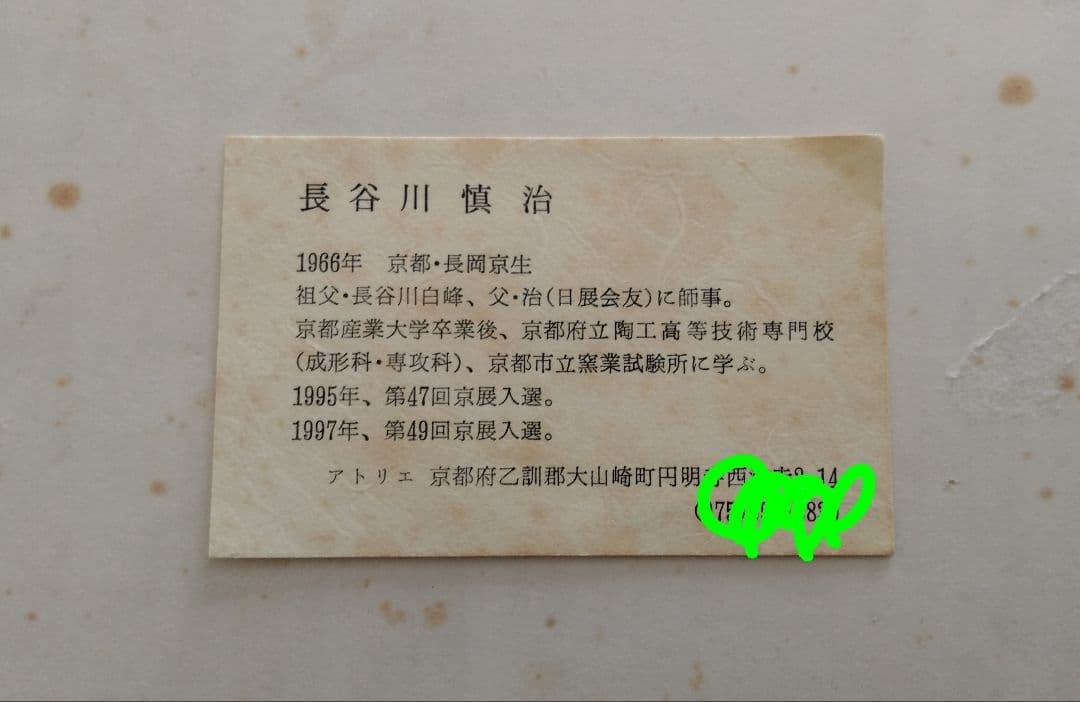 長谷川 慎治
1966年 京都・長岡京生
祖父・長谷川白峰、父・治(日展会友)に師事。
京都産業大学卒業後、京都府立陶工高等技術専門校
(成形科・専攻科)、京都市立窯業試験所に学ぶ。
1995年、第47回京展入選。
1997年、第49回京展入選。
アトリエ 京都府乙訓郡大山崎町円明